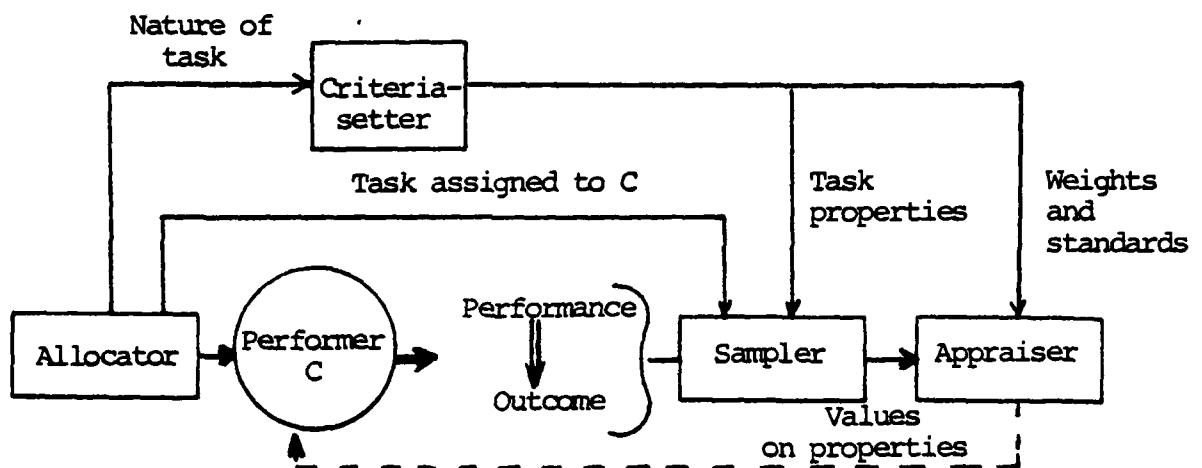 Nature of
task
Criteria-
setter
Task assigned to C
Task
properties
Weights
and
standards
Allocator
Performer
C
Performance
Outcome
Sampler
Appraiser
Values
on properties